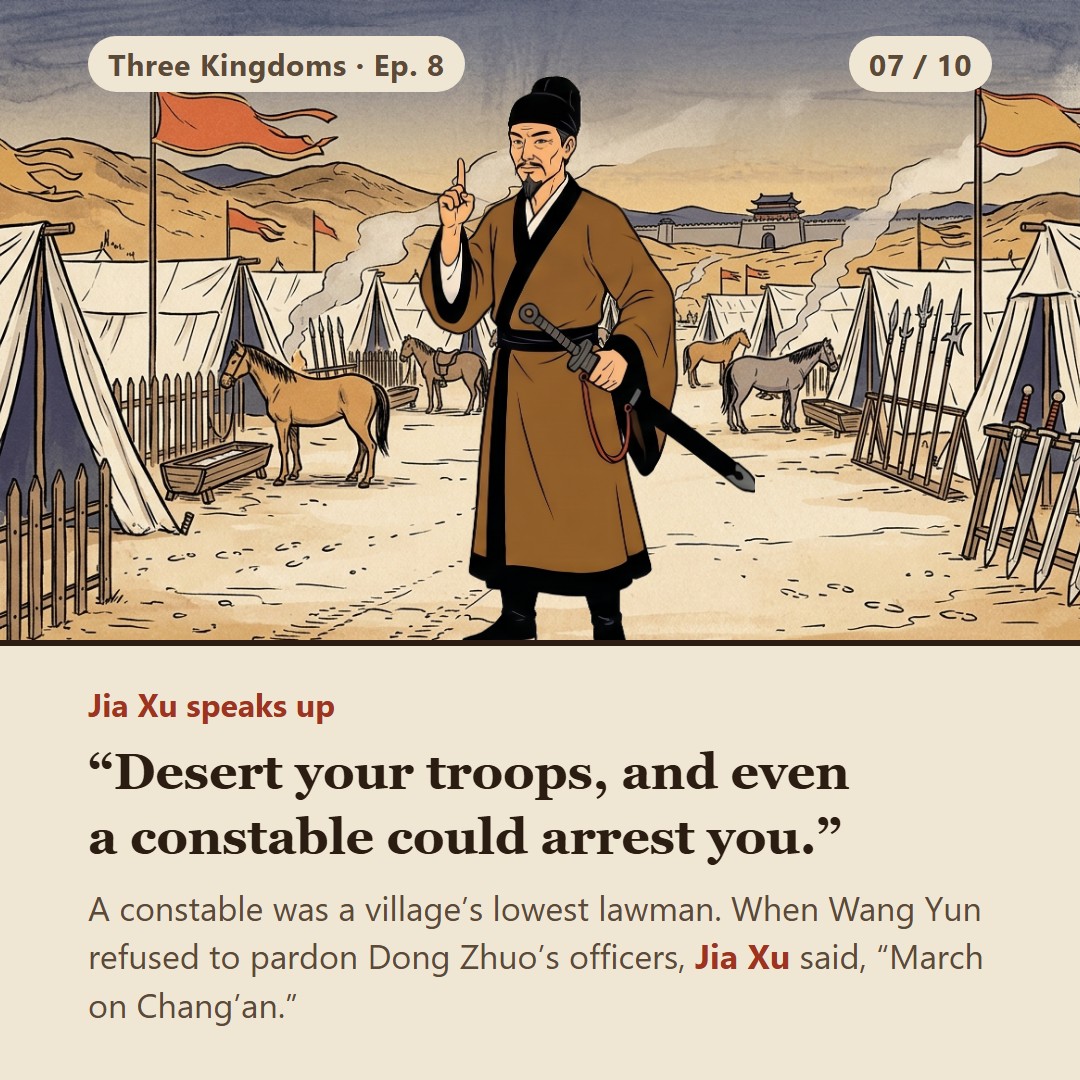 Three Kingdoms · Ep. 8
07 / 10
Jia Xu speaks up
“Desert your troops, and even
a constable could arrest you.”
A constable was a village’s lowest lawman. When Wang Yun
refused to pardon Dong Zhuo’s officers, Jia Xu said, “March
on Chang’an.”